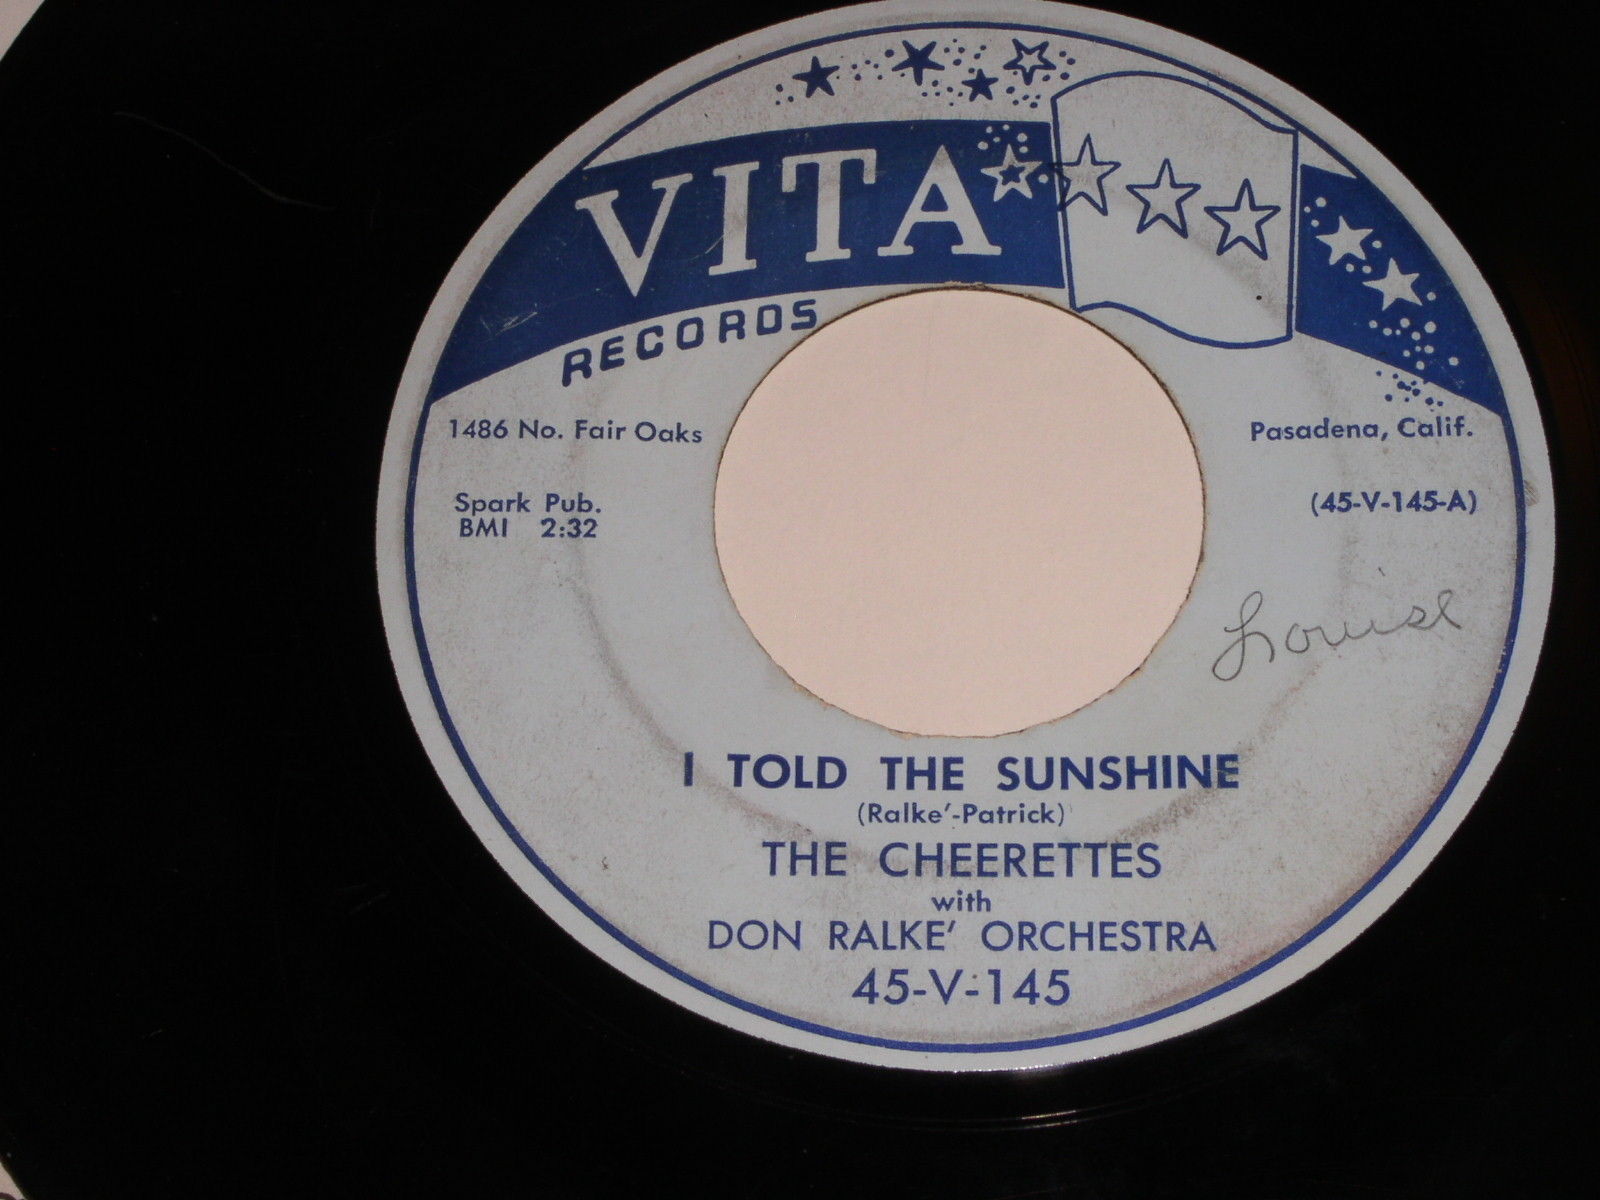 VITA
RECORDS
1486 No. Fair Oaks
Pasadena, Calif.
Spark Pub.
BMI 2:32
(45-V-145-A)
Louise
I TOLD THE SUNSHINE
(Ralke'-Patrick)
THE CHEERETTES
with
DON RALKE' ORCHESTRA
45-V-145